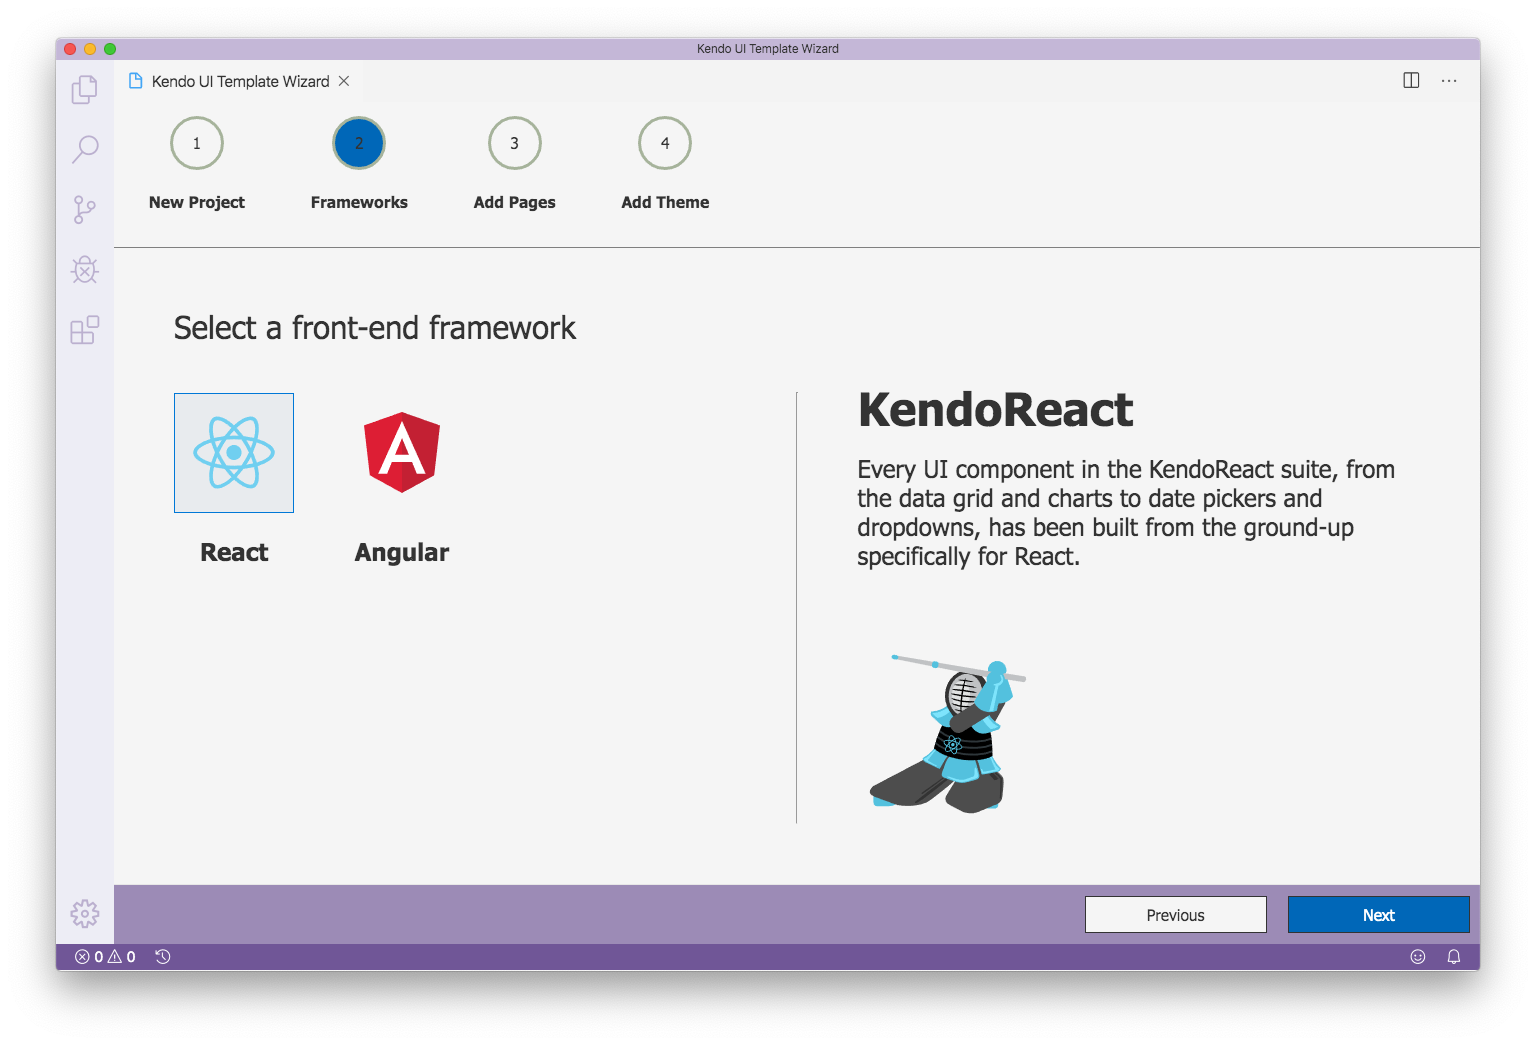 Kendo UI Template Wizard
Kendo UI Template Wizard
1 2 3 4
New Project Frameworks Add Pages Add Theme
Select a front-end framework
React Angular
KendoReact
Every UI component in the KendoReact suite, from
the data grid and charts to date pickers and
dropdowns, has been built from the ground-up
specifically for React.
Previous Next
0 0